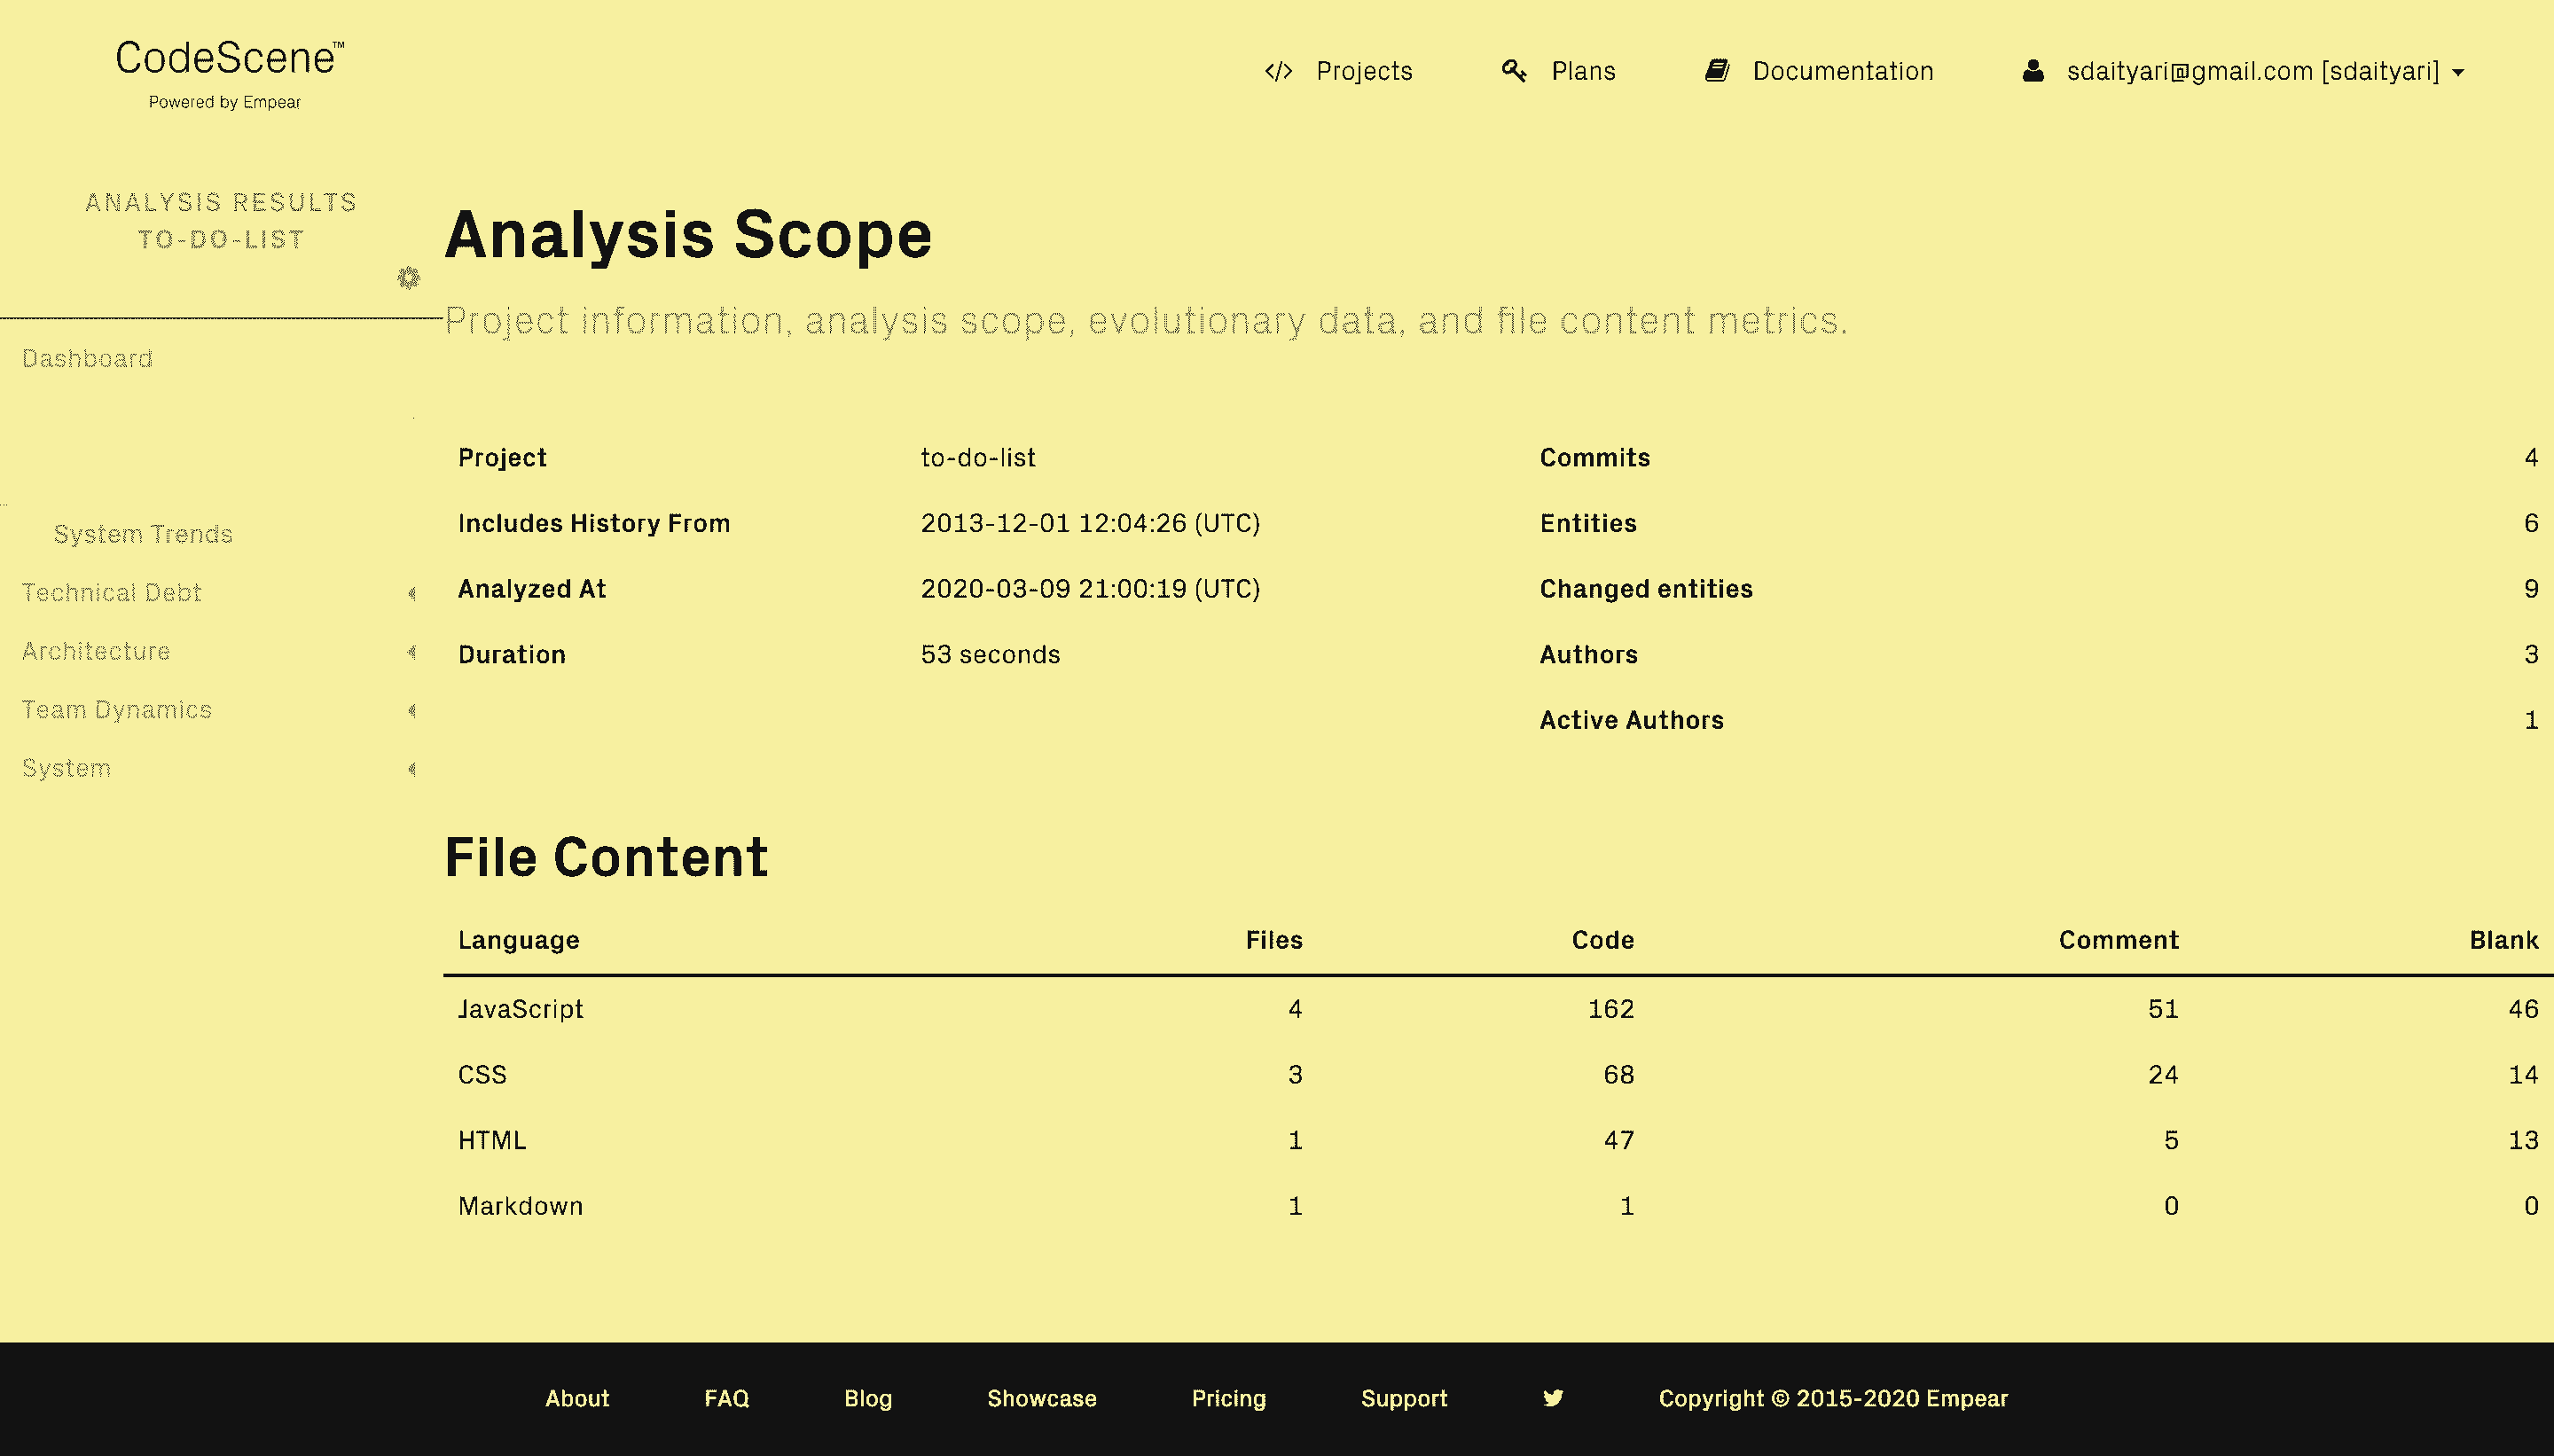 CodeScene™
Powered by Empear
</> Projects Plans Documentation sdaityari@gmail.com [sdaityari]
ANALYSIS RESULTS
TO-DO-LIST
Dashboard
System Trends
Technical Debt
Architecture
Team Dynamics
System
Analysis Scope
Project information, analysis scope, evolutionary data, and file content metrics.
Project to-do-list Commits 4
Includes History From 2013-12-01 12:04:26 (UTC) Entities 6
Analyzed At 2020-03-09 21:00:19 (UTC) Changed entities 9
Duration 53 seconds Authors 3
Active Authors 1
File Content
Language Files Code Comment Blank
JavaScript 4 162 51 46
CSS 3 68 24 14
HTML 1 47 5 13
Markdown 1 1 0 0
About FAQ Blog Showcase Pricing Support Copyright © 2015-2020 Empear